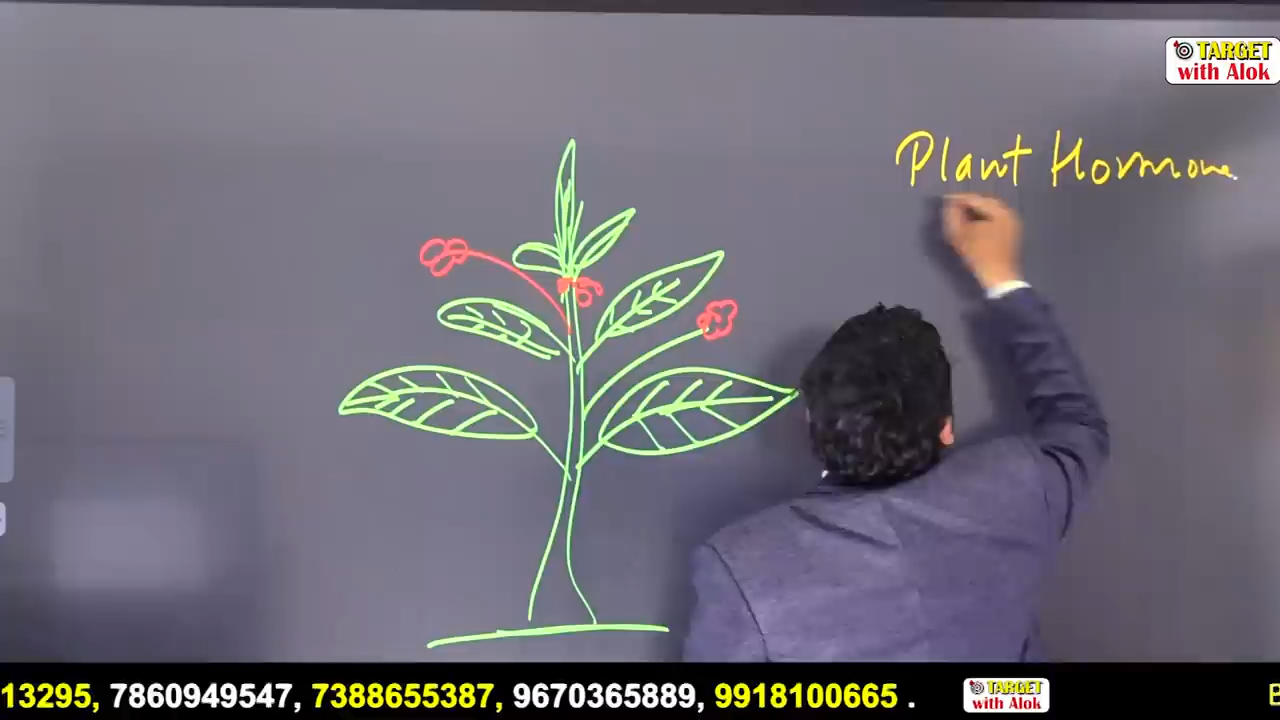 TARGET
with Alok
Plant Hormone
13295, 7860949547, 7388655387, 9670365889, 9918100665 .
TARGET
with Alok